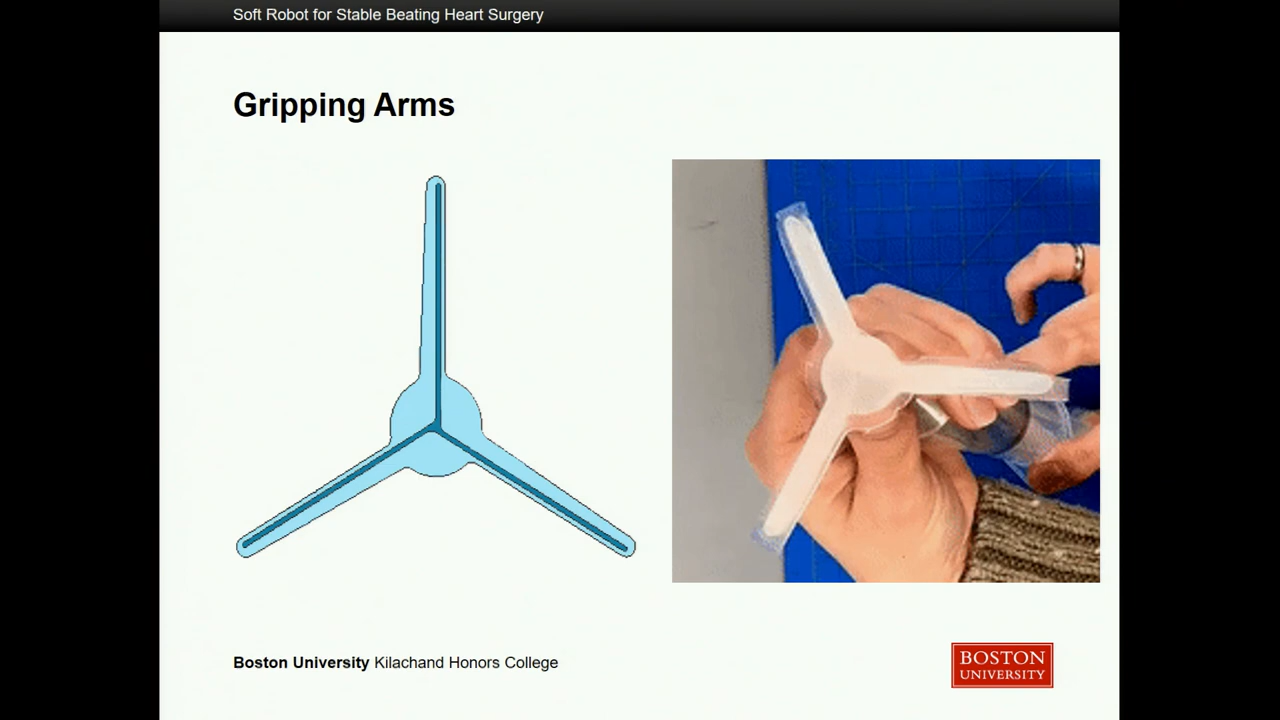 Soft Robot for Stable Beating Heart Surgery
Gripping Arms
Boston University Kilachand Honors College
BOSTON
UNIVERSITY